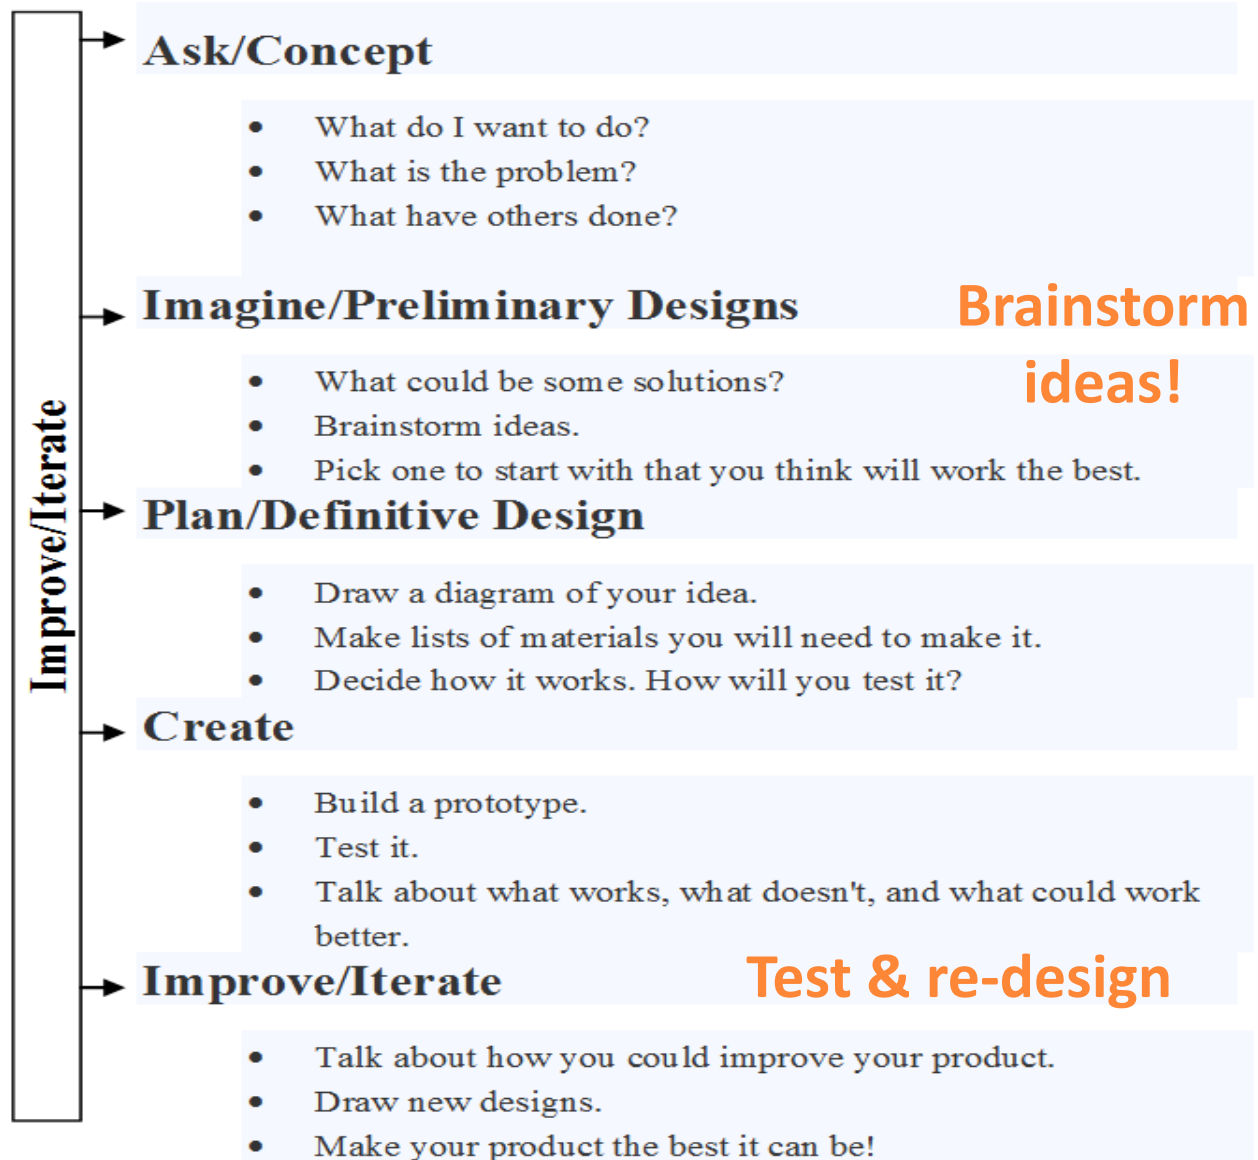 Ask/Concept
What do I want to do?
What is the problem?
What have others done?
Imagine/Preliminary Designs
Brainstorm
ideas!
What could be some solutions?
Brainstorm ideas.
Pick one to start with that you think will work the best.
Plan/Definitive Design
Draw a diagram of your idea.
Make lists of materials you will need to make it.
Decide how it works. How will you test it?
Create
Build a prototype.
Test it.
Talk about what works, what doesn't, and what could work
better.
Improve/Iterate
Test & re-design
Talk about how you could improve your product.
Draw new designs.
Make your product the best it can be!
Improve/Iterate